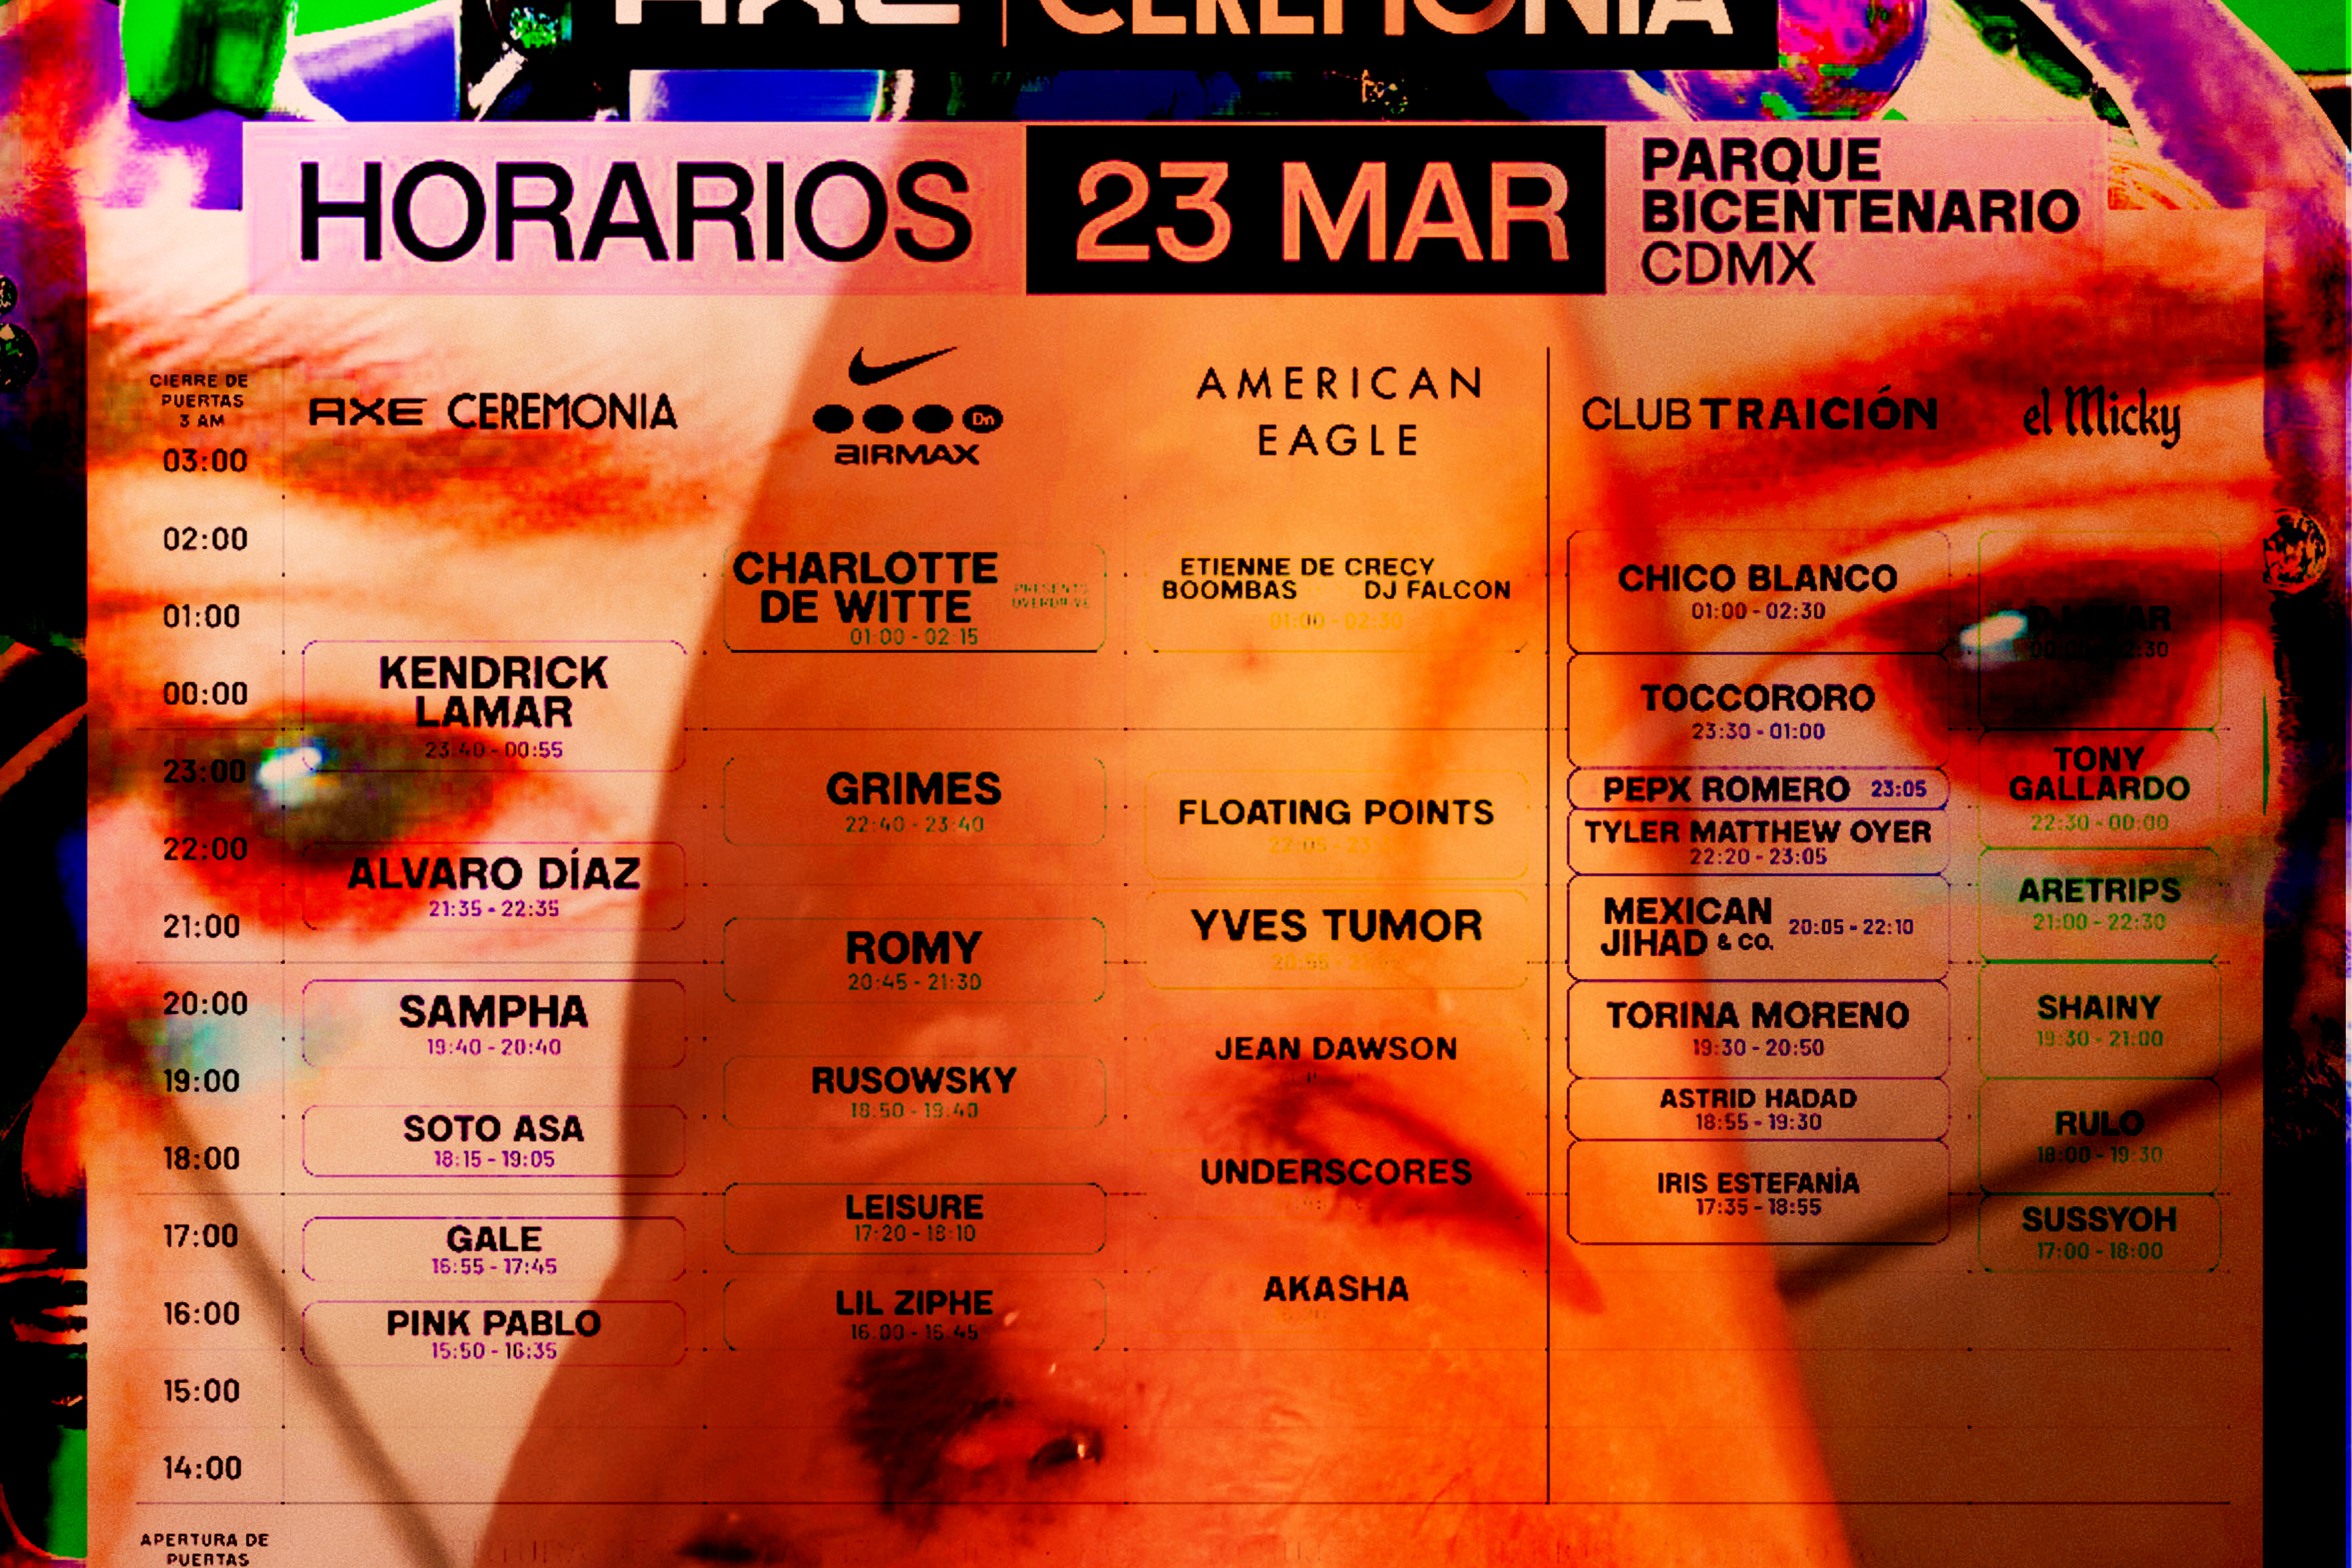 AXE | CEREMONIA
HORARIOS
23 MAR
PARQUE
BICENTENARIO
CDMX
CIERRE DE
PUERTAS
3 AM
03:00
02:00
01:00
00:00
23:00
22:00
21:00
20:00
19:00
18:00
17:00
16:00
15:00
14:00
APERTURA DE
PUERTAS
AXE CEREMONIA
KENDRICK
LAMAR
23:40 - 00:55
ALVARO DÍAZ
21:35 - 22:35
SAMPHA
19:40 - 20:40
SOTO ASA
18:15 - 19:05
GALE
16:55 - 17:45
PINK PABLO
15:50 - 16:35
Dn
AIRMAX
CHARLOTTE
DE WITTE
PRESENTS
OVERDRIVE
01:00 - 02:15
GRIMES
22:40 - 23:40
ROMY
20:45 - 21:30
RUSOWSKY
18:50 - 19:40
LEISURE
17:20 - 18:10
LIL ZIPHE
16:00 - 16:45
AMERICAN
EAGLE
ETIENNE DE CRECY
BOOMBAS DJ FALCON
01:00 - 02:30
FLOATING POINTS
YVES TUMOR
JEAN DAWSON
UNDERSCORES
AKASHA
CLUB TRAICIÓN
CHICO BLANCO
01:00 - 02:30
TOCCORORO
23:30 - 01:00
PEPX ROMERO 23:05
TYLER MATTHEW OYER
22:20 - 23:05
MEXICAN
JIHAD & CO. 20:05 - 22:10
TORINA MORENO
19:30 - 20:50
ASTRID HADAD
18:55 - 19:30
IRIS ESTEFANÍA
17:35 - 18:55
el Micky
TONY
GALLARDO
22:30 - 00:00
ARETRIPS
21:00 - 22:30
SHAINY
19:30 - 21:00
RULO
18:00 - 19:30
SUSSYOH
17:00 - 18:00